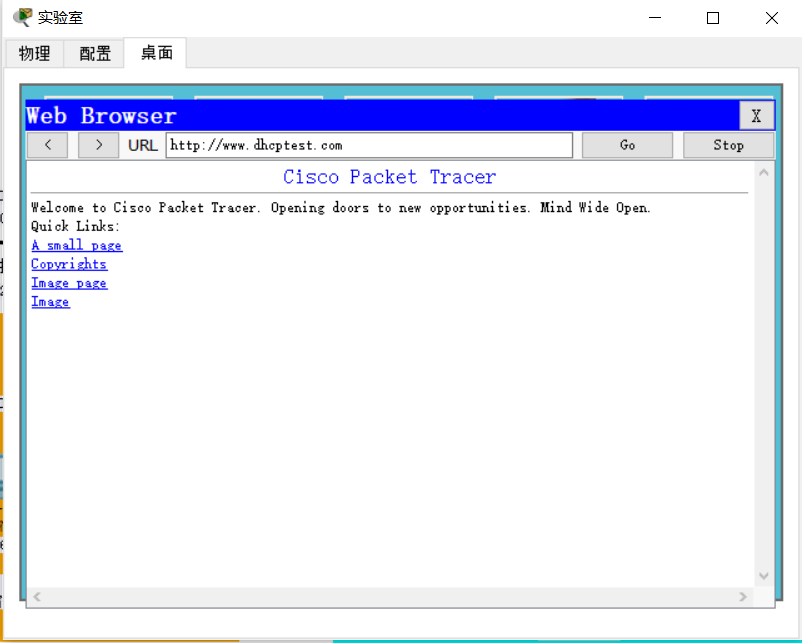 实验室
物理 配置 桌面
Web Browser X
< > URL http://www.dhcptest.com Go Stop
Cisco Packet Tracer
Welcome to Cisco Packet Tracer. Opening doors to new opportunities. Mind Wide Open.
Quick Links:
A small page
Copyrights
Image page
Image